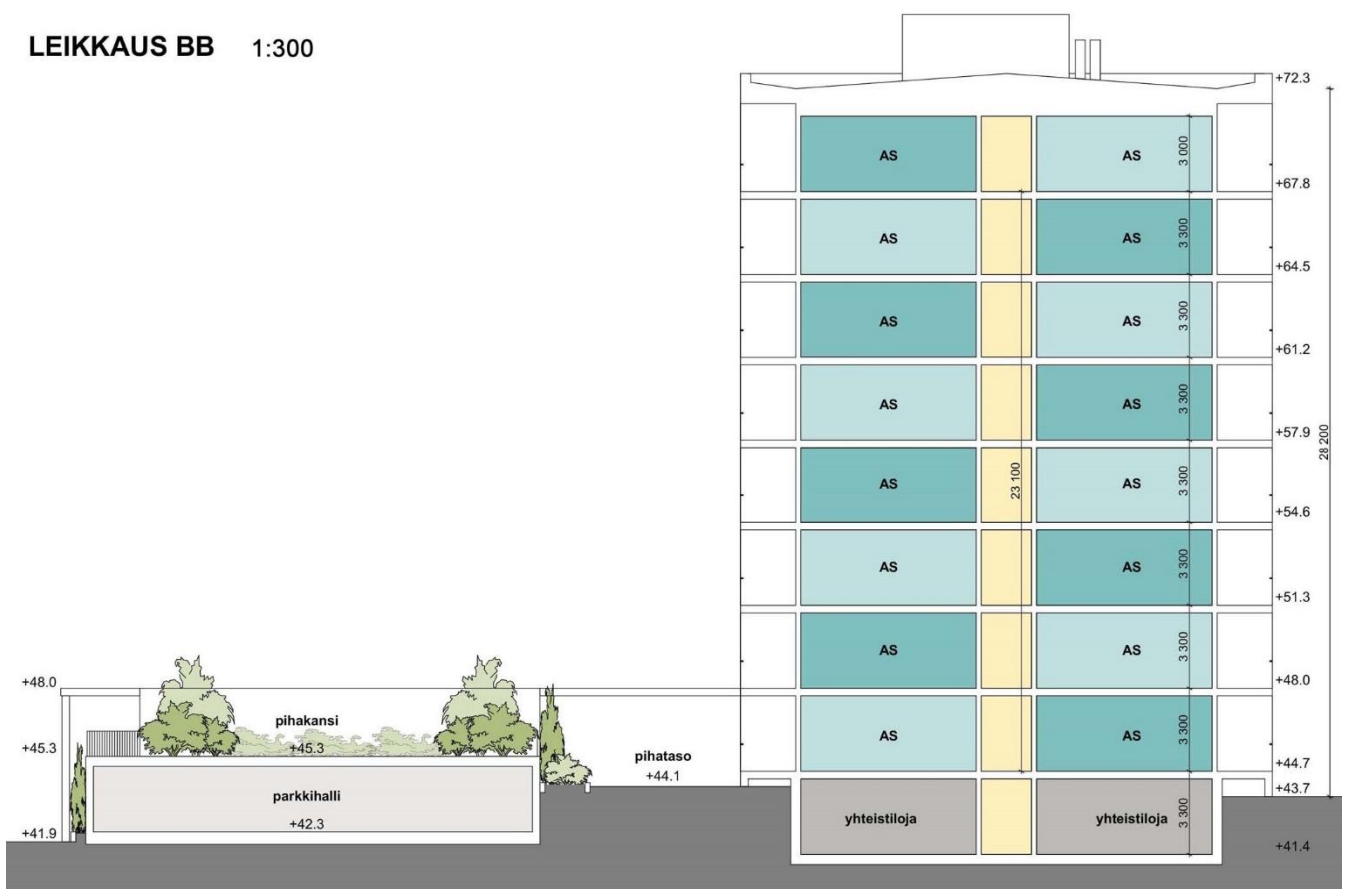 LEIKKAUS BB 1:300
+72.3
AS AS 3 000
+67.8
AS AS 3 300
+64.5
AS AS 3 300
+61.2
AS AS 3 300
+57.9
28 200
AS 23 100 AS 3 300
+54.6
AS AS 3 300
+51.3
AS AS 3 300
+48.0 +48.0
pihakansi
+45.3 +45.3
AS AS 3 300
pihataso
+44.1
+44.7
+43.7
parkkihalli
+42.3
+41.9
yhteistiloja yhteistiloja 3 300
+41.4